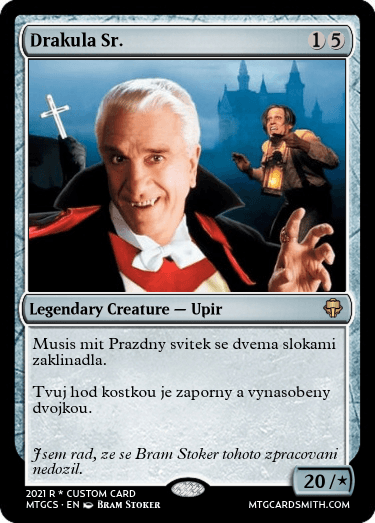 Drakula Sr. 1 5
Legendary Creature — Upir
Musis mit Prazdny svitek se dvema slokami
zaklinadla.
Tvuj hod kostkou je zaporny a vynasobeny
dvojkou.
Jsem rad, ze se Bram Stoker tohoto zpracovani
nedozil.
20/★
2021 R * CUSTOM CARD
MTGCS · EN Bram Stoker
MTGCARDSMITH.COM